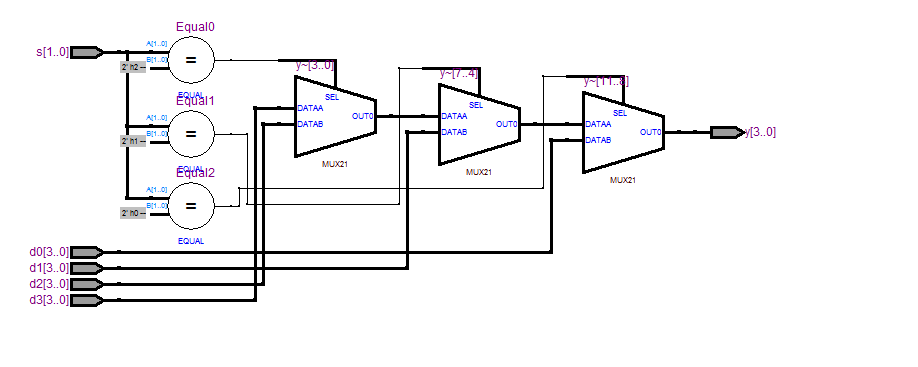 Equal0
s[1..0]
A[1..0]
B[1..0]
2' h2
=
EQUAL
y~[3..0]
SEL
DATAA
DATAB
OUT0
MUX21
y~[7..4]
SEL
DATAA
DATAB
OUT0
MUX21
y~[11..8]
SEL
DATAA
DATAB
OUT0
MUX21
y[3..0]
Equal1
A[1..0]
B[1..0]
2' h1
=
EQUAL
Equal2
A[1..0]
B[1..0]
2' h0
=
EQUAL
d0[3..0]
d1[3..0]
d2[3..0]
d3[3..0]